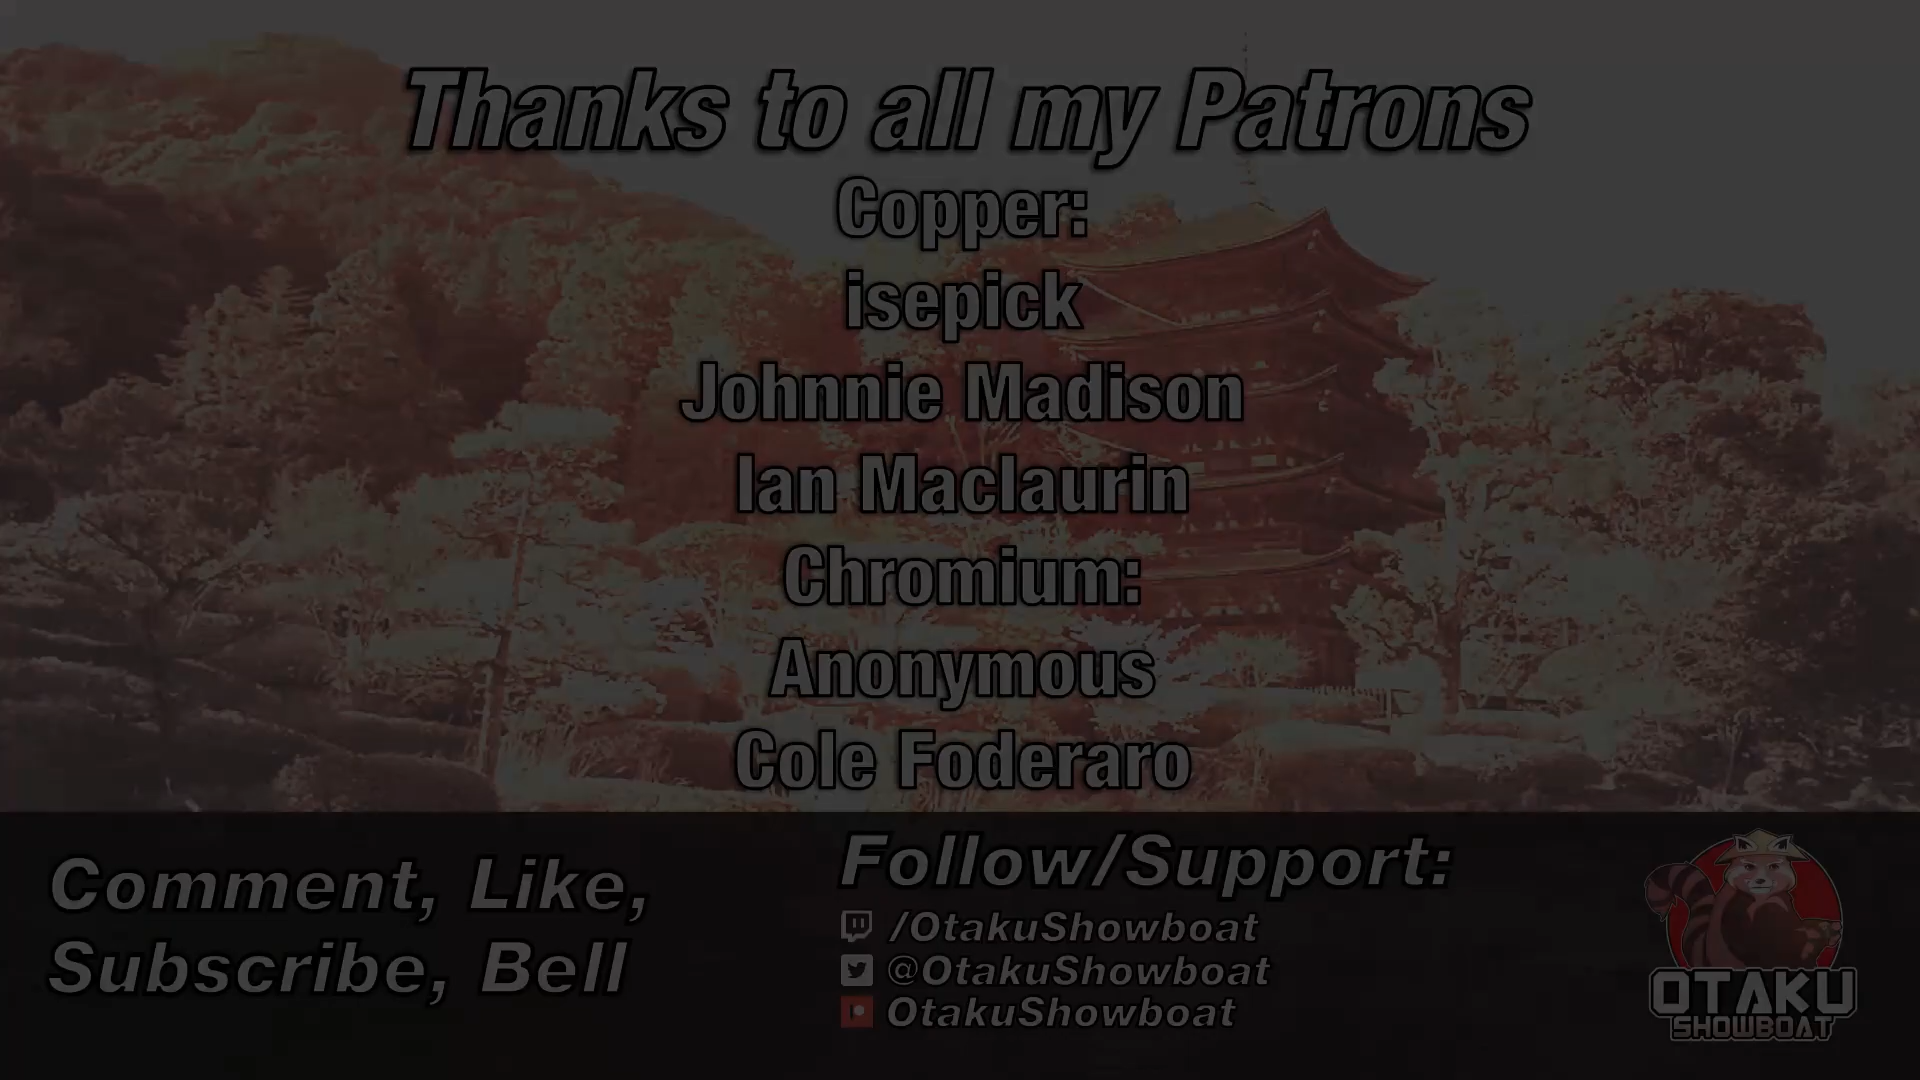 Thanks to all my Patrons
Copper:
isepick
Johnnie Madison
Ian Maclaurin
Chromium:
Anonymous
Cole Foderaro
Comment, Like,
Subscribe, Bell
Follow/Support:
/OtakuShowboat
@OtakuShowboat
OtakuShowboat
OTAKU
SHOWBOAT